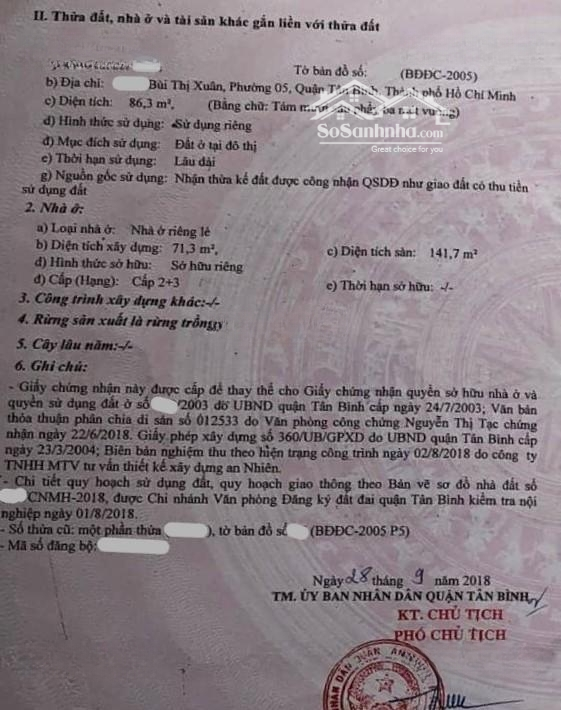 II. Thửa đất, nhà ở và tài sản khác gắn liền với thửa đất
Tờ bản đồ số: (BĐĐC-2005)
b) Địa chỉ: Bùi Thị Xuân, Phường 05, Quận Tân Bình, Thành phố Hồ Chí Minh
c) Diện tích: 86,3 m², (Bằng chữ: Tám mươi sáu phẩy ba mét vuông)
d) Hình thức sử dụng: Sử dụng riêng
SoSanhnha.com
Great choice for you
đ) Mục đích sử dụng: Đất ở tại đô thị
e) Thời hạn sử dụng: Lâu dài
g) Nguồn gốc sử dụng: Nhận thừa kế đất được công nhận QSDĐ như giao đất có thu tiền
sử dụng đất
2. Nhà ở:
a) Loại nhà ở: Nhà ở riêng lẻ
b) Diện tích xây dựng: 71,3 m², c) Diện tích sàn: 141,7 m²
d) Hình thức sở hữu: Sở hữu riêng
đ) Cấp (Hạng): Cấp 2+3 e) Thời hạn sở hữu: -/-
3. Công trình xây dựng khác:-/-
4. Rừng sản xuất là rừng trồng
5. Cây lâu năm:-/-
6. Ghi chú:
- Giấy chứng nhận này được cấp để thay thế cho Giấy chứng nhận quyền sở hữu nhà ở và
quyền sử dụng đất ở số /2003 do UBND quận Tân Bình cấp ngày 24/7/2003; Văn bản
thỏa thuận phân chia di sản số 012533 do Văn phòng công chứng Nguyễn Thị Tạc chứng
nhận ngày 22/6/2018. Giấy phép xây dựng số 360/UB/GPXD do UBND quận Tân Bình cấp
ngày 23/3/2004; Biên bản nghiệm thu theo hiện trạng công trình ngày 02/8/2018 do công ty
TNHH MTV tư vấn thiết kế xây dựng an Nhiên.
- Chi tiết quy hoạch sử dụng đất, quy hoạch giao thông theo Bản vẽ sơ đồ nhà đất số
CNMH-2018, được Chi nhánh Văn phòng Đăng ký đất đai quận Tân Bình kiểm tra nội
nghiệp ngày 01/8/2018.
- Số thửa cũ: một phần thửa ), tờ bản đồ số (BĐĐC-2005 P5)
- Mã số đăng bộ:
Ngày 28 tháng 9 năm 2018
TM. ỦY BAN NHÂN DÂN QUẬN TÂN BÌNH
KT. CHỦ TỊCH
PHÓ CHỦ TỊCH